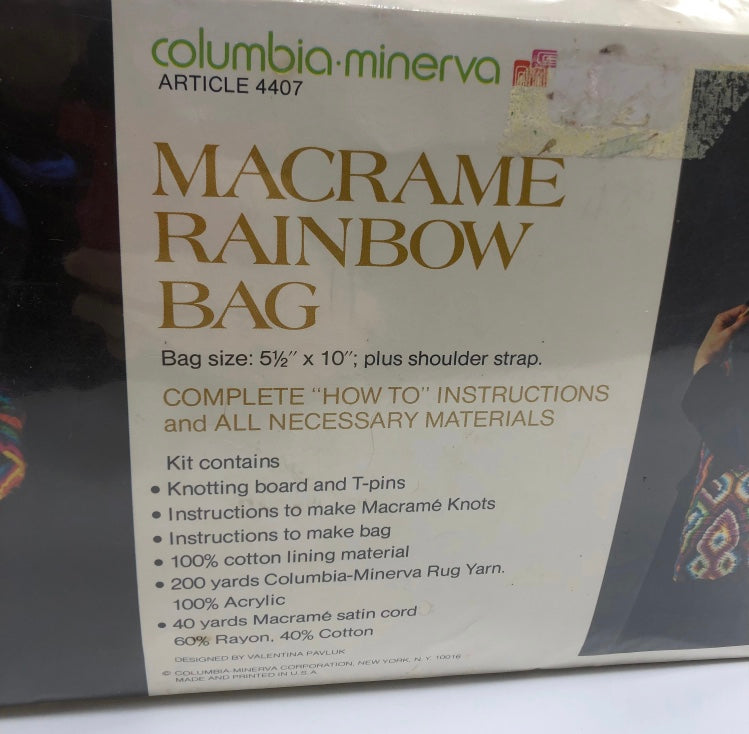 columbia·minerva
ARTICLE 4407
MACRAMÉ
RAINBOW
BAG
Bag size: 5½″ x 10″; plus shoulder strap.
COMPLETE “HOW TO” INSTRUCTIONS
and ALL NECESSARY MATERIALS
Kit contains
• Knotting board and T-pins
• Instructions to make Macramé Knots
• Instructions to make bag
• 100% cotton lining material
• 200 yards Columbia-Minerva Rug Yarn.
100% Acrylic
• 40 yards Macramé satin cord
60% Rayon, 40% Cotton
DESIGNED BY VALENTINA PAVLUK
© COLUMBIA MINERVA CORPORATION, NEW YORK, N.Y. 10016
MADE AND PRINTED IN U.S.A